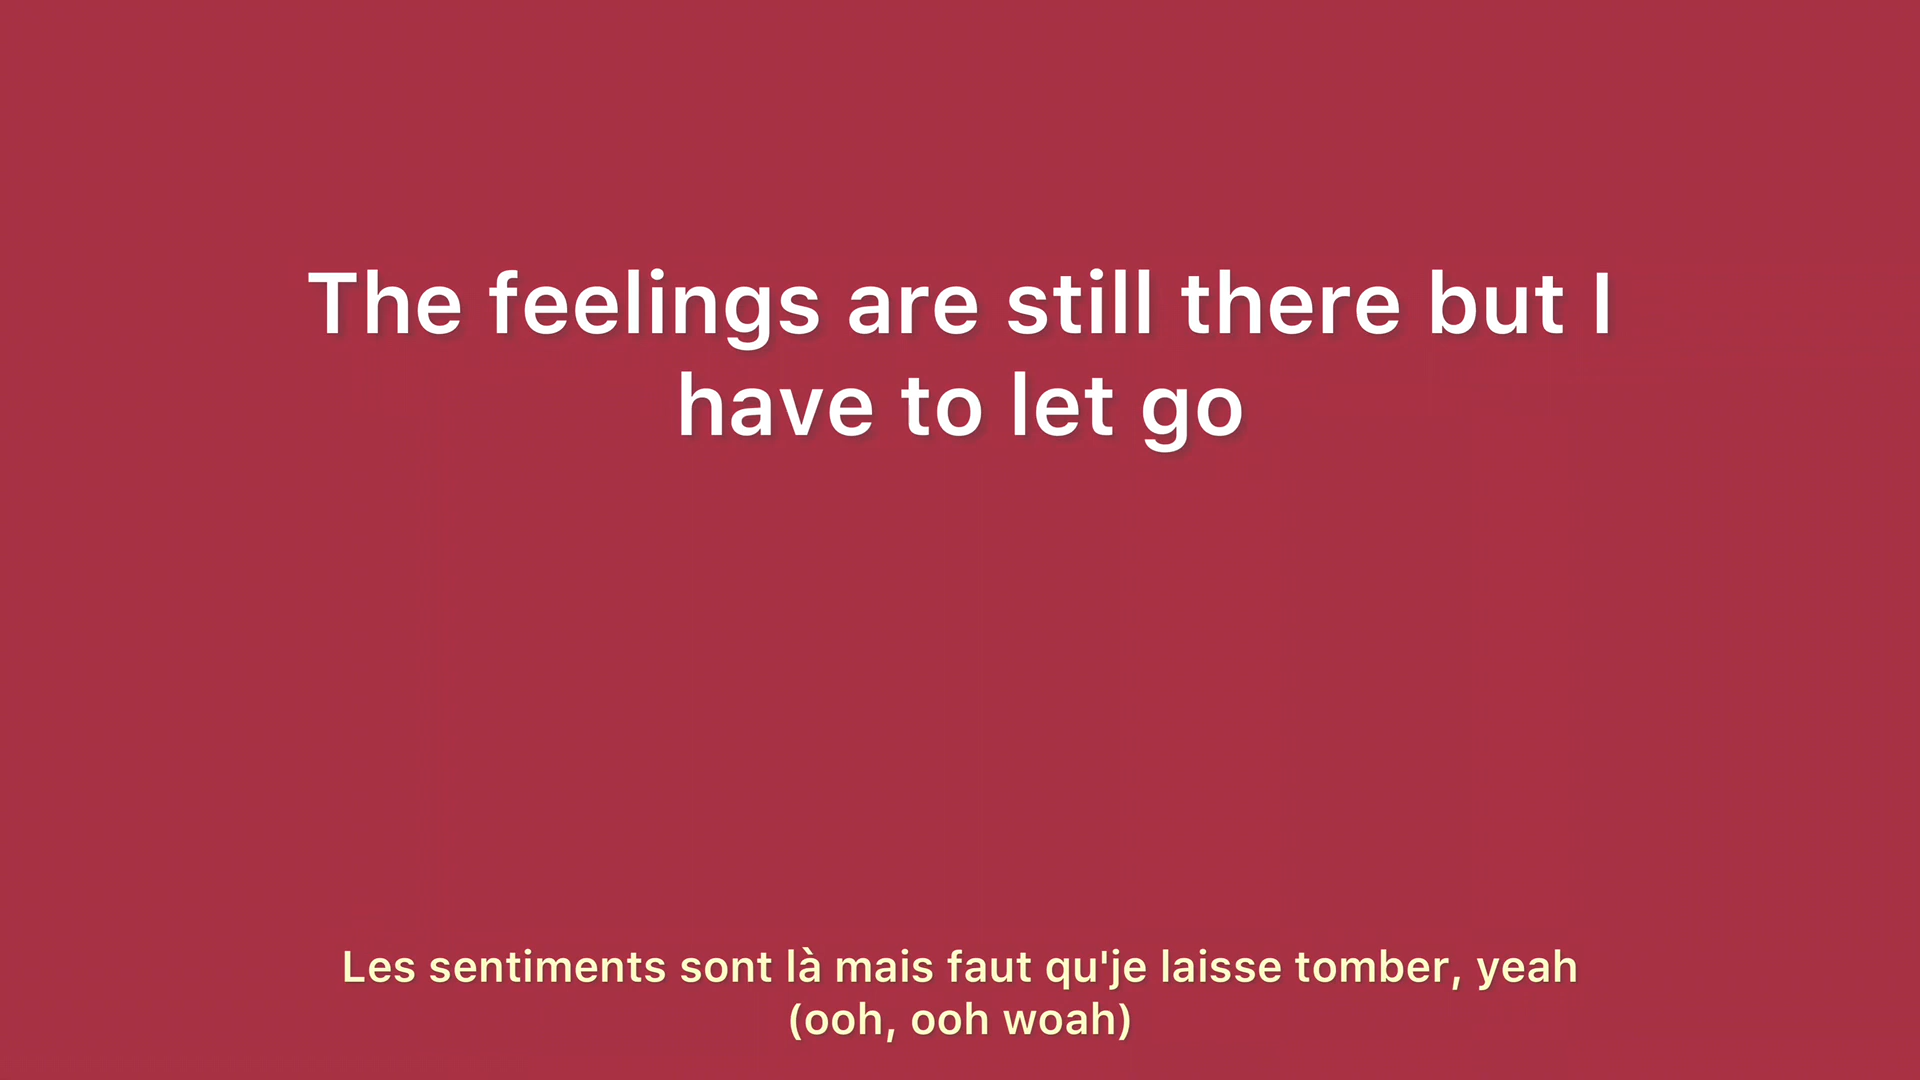 The feelings are still there but I
have to let go
Les sentiments sont là mais faut qu'je laisse tomber, yeah
(ooh, ooh woah)